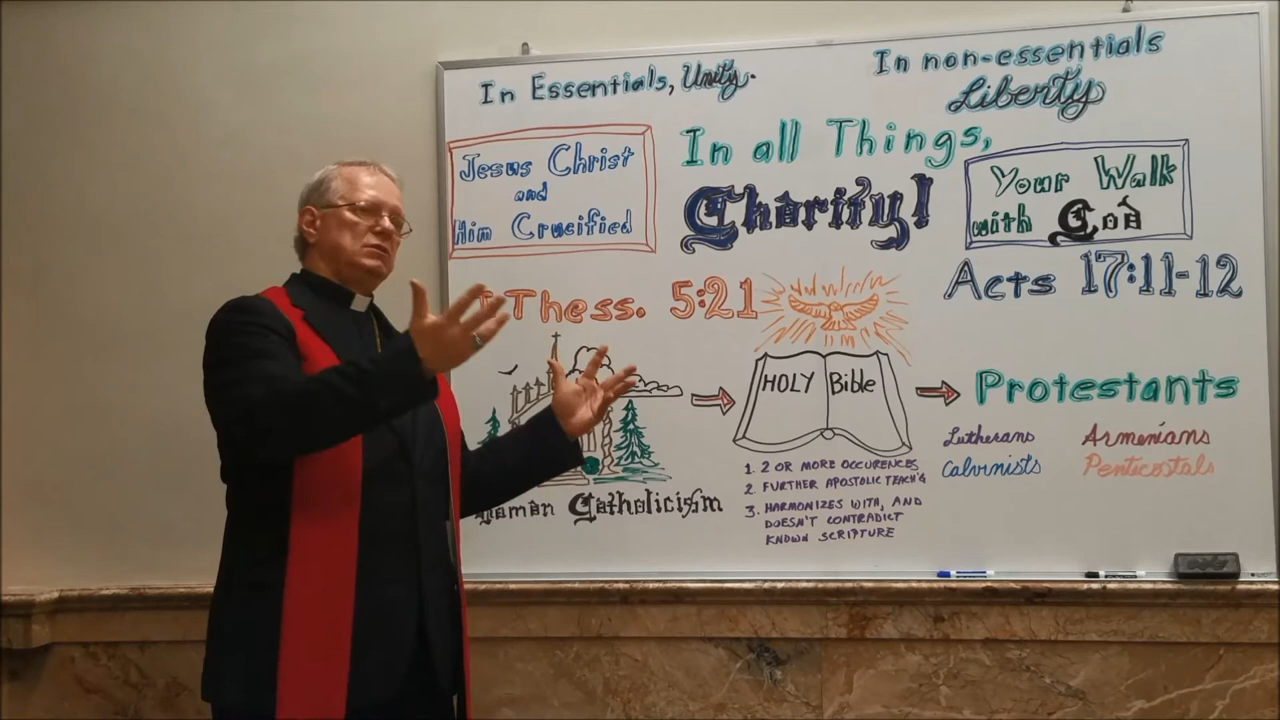 In Essentials, Unity.
In non-essentials
Liberty
In all Things,
Charity!
Jesus Christ
and
Him Crucified
Your Walk
with God
Acts 17:11-12
Thess. 5:21
HOLY Bible
Protestants
Lutherans
Armenians
Calvinists
Penticostals
Roman Catholicism
1. 2 OR MORE OCCURENCES
2. FURTHER APOSTOLIC TEACH'G
3. HARMONIZES WITH, AND
DOESN'T CONTRADICT
KNOWN SCRIPTURE